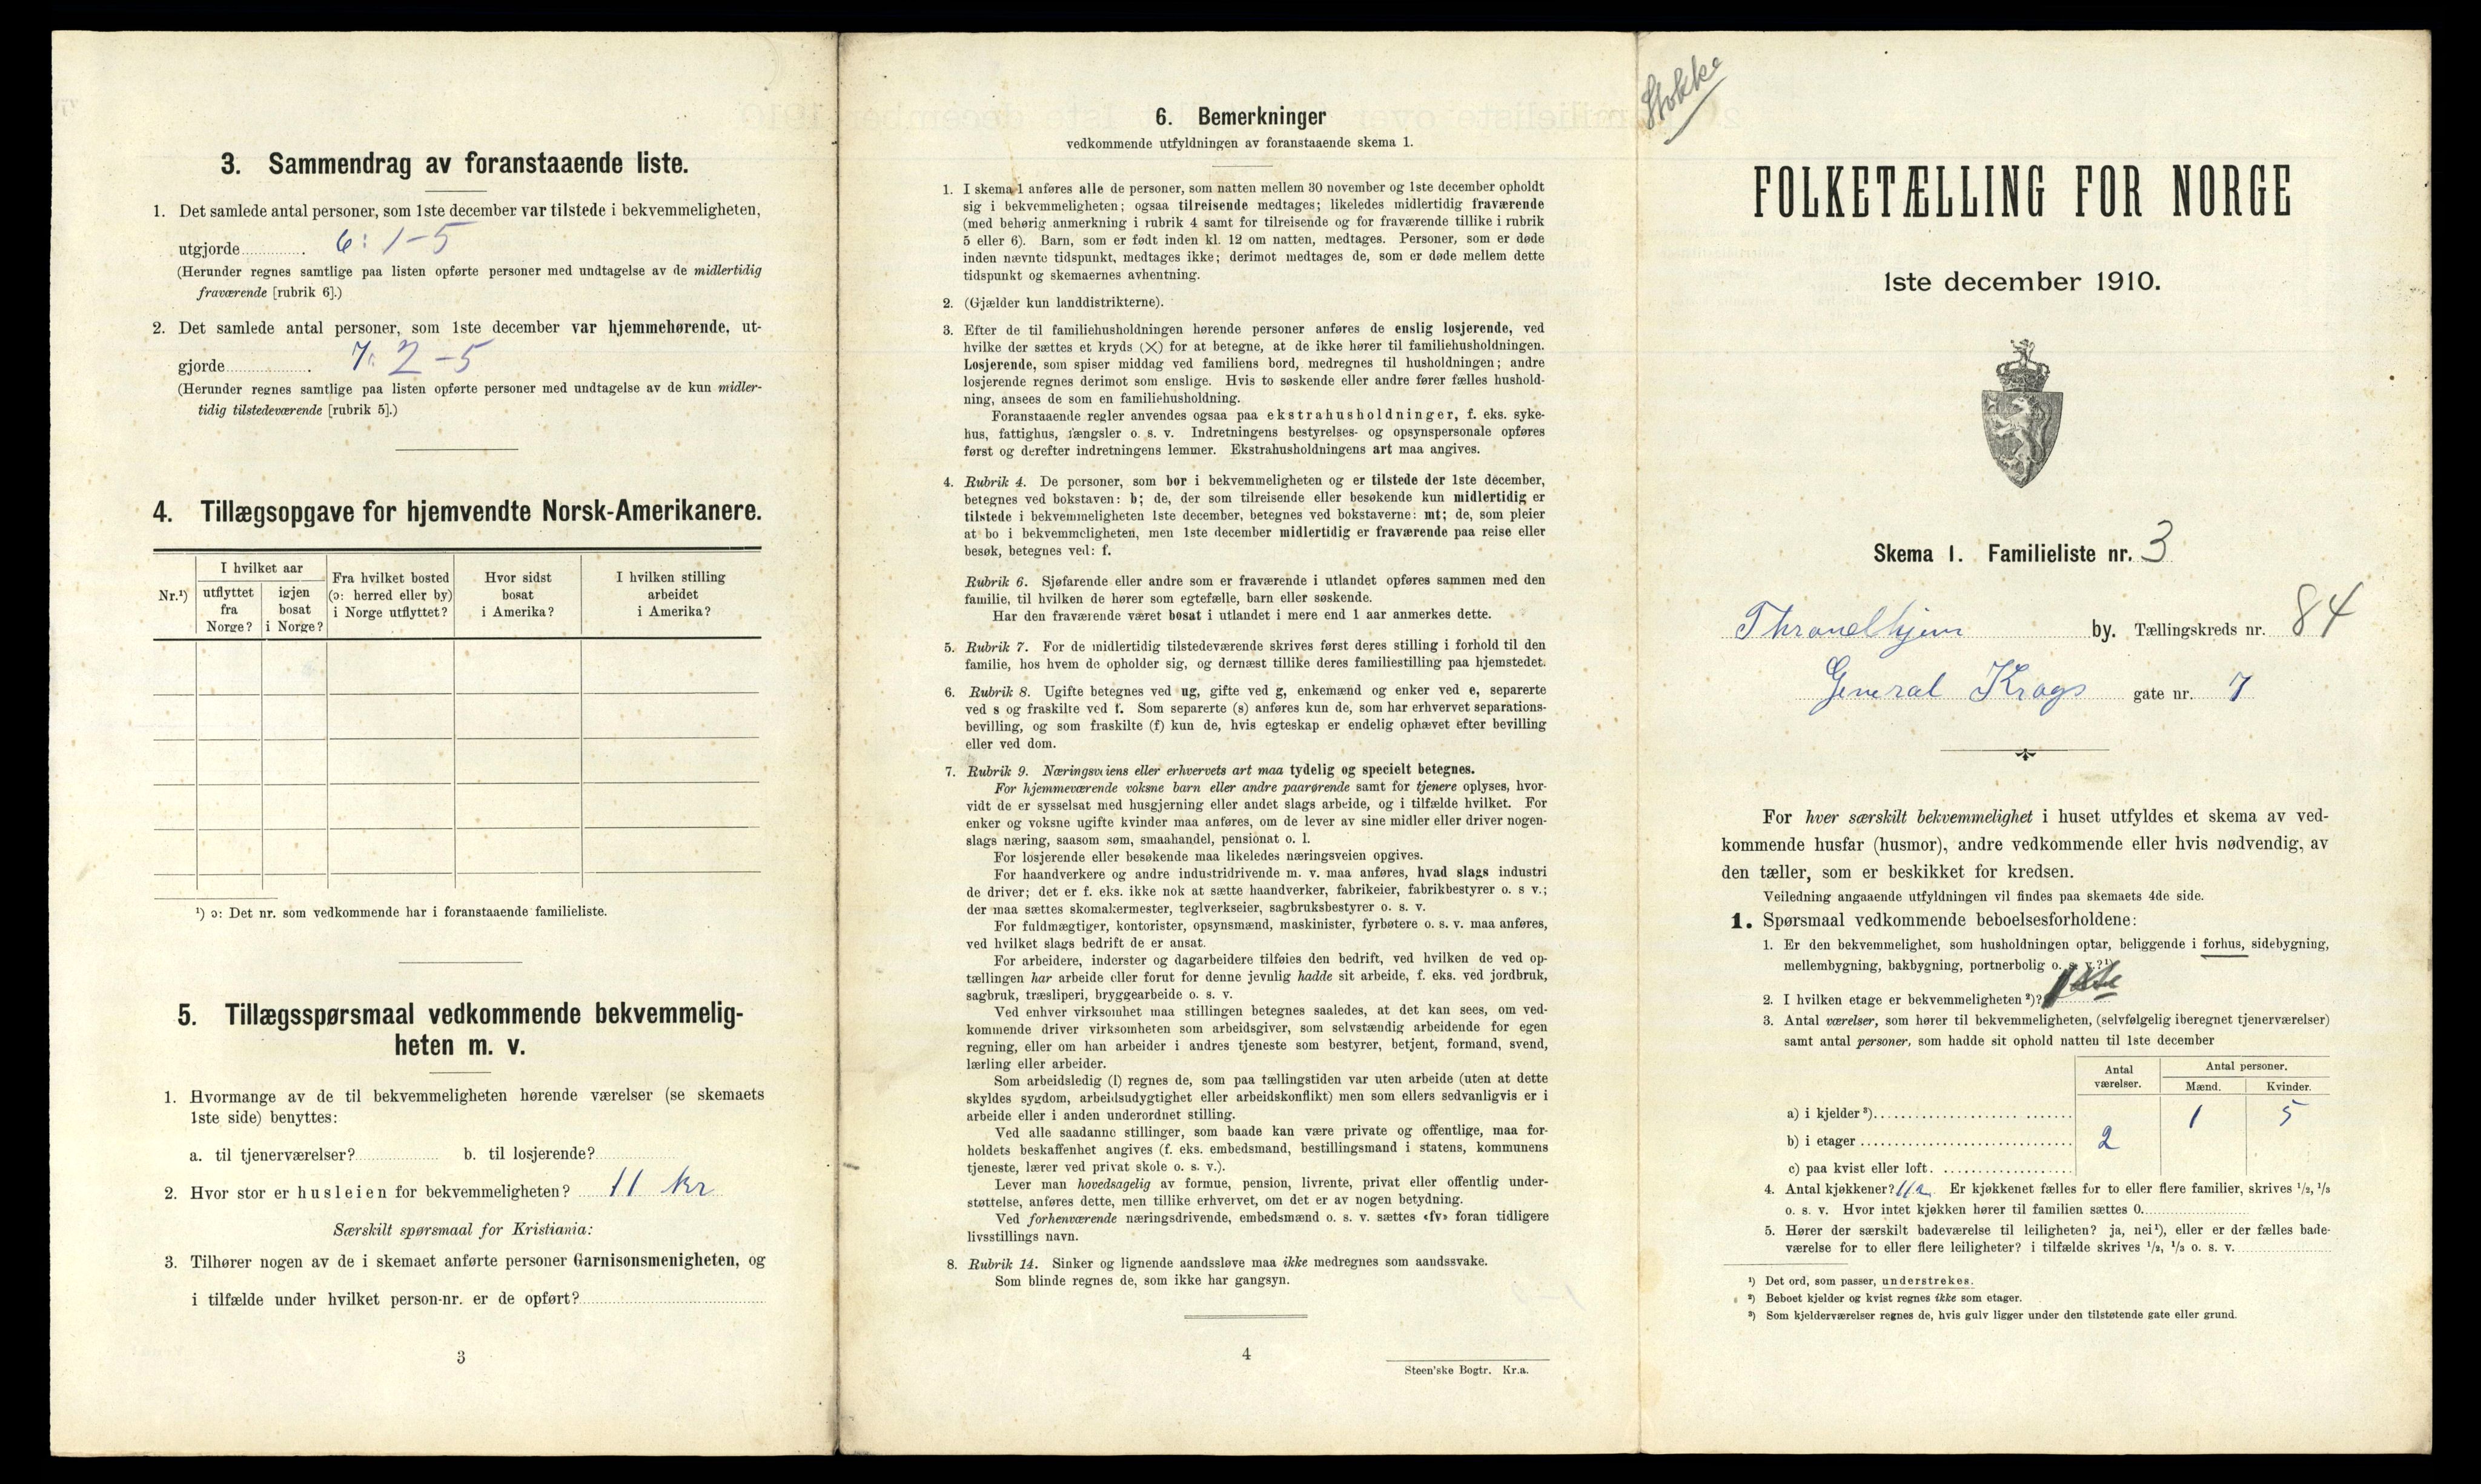 3. Sammendrag av foranstaaende liste.
1. Det samlede antal personer, som 1ste december var tilstede i bekvemmeligheten,
utgjorde 6: 1-5
(Herunder regnes samtlige paa listen opførte personer med undtagelse av de midlertidig
fraværende [rubrik 6].)
2. Det samlede antal personer, som 1ste december var hjemmehørende, ut-
gjorde 7: 2-5
(Herunder regnes samtlige paa listen opførte personer med undtagelse av de kun midler-
tidig tilstedeværende [rubrik 5].)
4. Tillægsopgave for hjemvendte Norsk-Amerikanere.
Nr.¹)
I hvilket aar
utflyttet fra Norge?
igjen bosat i Norge?
Fra hvilket bosted (ɔ: herred eller by) i Norge utflyttet?
Hvor sidst bosat i Amerika?
I hvilken stilling arbeidet i Amerika?
¹) ɔ: Det nr. som vedkommende har i foranstaaende familieliste.
5. Tillægsspørsmaal vedkommende bekvemmelig-
heten m. v.
1. Hvormange av de til bekvemmeligheten hørende værelser (se skemaets
1ste side) benyttes:
a. til tjenerværelser? b. til losjerende?
2. Hvor stor er husleien for bekvemmeligheten? 11 kr
Særskilt spørsmaal for Kristiania:
3. Tilhører nogen av de i skemaet anførte personer Garnisonsmenigheten, og
i tilfælde under hvilket person-nr. er de opført?
3
6. Bemerkninger
vedkommende utfyldningen av foranstaaende skema 1.
1. I skema 1 anføres alle de personer, som natten mellem 30 november og 1ste december opholdt
sig i bekvemmeligheten; ogsaa tilreisende medtages; likeledes midlertidig fraværende
(med behørig anmerkning i rubrik 4 samt for tilreisende og for fraværende tillike i rubrik
5 eller 6). Barn, som er født inden kl. 12 om natten, medtages. Personer, som er døde
inden nævnte tidspunkt, medtages ikke; derimot medtages de, som er døde mellem dette
tidspunkt og skemaernes avhentning.
2. (Gjælder kun landdistrikterne).
3. Efter de til familiehusholdningen hørende personer anføres de enslig losjerende, ved
hvilke der sættes et kryds (×) for at betegne, at de ikke hører til familiehusholdningen.
Losjerende, som spiser middag ved familiens bord, medregnes til husholdningen; andre
losjerende regnes derimot som enslige. Hvis to søskende eller andre fører fælles hushold-
ning, ansees de som en familiehusholdning.
Foranstaaende regler anvendes ogsaa paa ekstrahusholdninger, f. eks. syke-
hus, fattighus, fængsler o. s. v. Indretningens bestyrelses- og opsynspersonale opføres
først og derefter indretningens lemmer. Ekstrahusholdningens art maa angives.
4. Rubrik 4. De personer, som bor i bekvemmeligheten og er tilstede der 1ste december,
betegnes ved bokstaven: b; de, der som tilreisende eller besøkende kun midlertidig er
tilstede i bekvemmeligheten 1ste december, betegnes ved bokstaverne: mt; de, som pleier
at bo i bekvemmeligheten, men 1ste december midlertidig er fraværende paa reise eller
besøk, betegnes ved: f.
Rubrik 6. Sjøfarende eller andre som er fraværende i utlandet opføres sammen med den
familie, til hvilken de hører som egtefælle, barn eller søskende.
Har den fraværende været bosat i utlandet i mere end 1 aar anmerkes dette.
5. Rubrik 7. For de midlertidig tilstedeværende skrives først deres stilling i forhold til den
familie, hos hvem de opholder sig, og dernæst tillike deres familiestilling paa hjemstedet.
6. Rubrik 8. Ugifte betegnes ved ug, gifte ved g, enkemænd og enker ved e, separerte
ved s og fraskilte ved f. Som separerte (s) anføres kun de, som har erhvervet separations-
bevilling, og som fraskilte (f) kun de, hvis egteskap er endelig ophævet efter bevilling
eller ved dom.
7. Rubrik 9. Næringsveiens eller erhvervets art maa tydelig og specielt betegnes.
For hjemmeværende voksne barn eller andre paarørende samt for tjenere oplyses, hvor-
vidt de er sysselsat med husgjerning eller andet slags arbeide, og i tilfælde hvilket. For
enker og voksne ugifte kvinder maa anføres, om de lever av sine midler eller driver nogen-
slags næring, saasom søm, smaahandel, pensionat o. l.
For losjerende eller besøkende maa likeledes næringsveien opgives.
For haandverkere og andre industridrivende m. v. maa anføres, hvad slags industri
de driver; det er f. eks. ikke nok at sætte haandverker, fabrikeier, fabrikbestyrer o. s v.;
der maa sættes skomakermester, teglverkseier, sagbruksbestyrer o. s. v.
For fuldmægtiger, kontorister, opsynsmænd, maskinister, fyrbøtere o. s. v. maa anføres,
ved hvilket slags bedrift de er ansat.
For arbeidere, inderster og dagarbeidere tilføies den bedrift, ved hvilken de ved op-
tællingen har arbeide eller forut for denne jevnlig hadde sit arbeide, f. eks. ved jordbruk,
sagbruk, træsliperi, bryggearbeide o. s. v.
Ved enhver virksomhet maa stillingen betegnes saaledes, at det kan sees, om ved-
kommende driver virksomheten som arbeidsgiver, som selvstændig arbeidende for egen
regning, eller om han arbeider i andres tjeneste som bestyrer, betjent, formand, svend,
lærling eller arbeider.
Som arbeidsledig (l) regnes de, som paa tællingstiden var uten arbeide (uten at dette
skyldes sygdom, arbeidsudygtighet eller arbeidskonflikt) men som ellers sedvanligvis er i
arbeide eller i anden underordnet stilling.
Ved alle saadanne stillinger, som baade kan være private og offentlige, maa for-
holdets beskaffenhet angives (f. eks. embedsmand, bestillingsmand i statens, kommunens
tjeneste, lærer ved privat skole o. s. v.).
Lever man hovedsagelig av formue, pension, livrente, privat eller offentlig under-
støttelse, anføres dette, men tillike erhvervet, om det er av nogen betydning.
Ved forhenværende næringsdrivende, embedsmænd o. s. v. sættes «fv» foran tidligere
livsstillings navn.
8. Rubrik 14. Sinker og lignende aandssløve maa ikke medregnes som aandssvake.
Som blinde regnes de, som ikke har gangsyn.
4
Steen'ske Bogtr. Kr.a.
Stokke
FOLKETÆLLING FOR NORGE
1ste december 1910.
Skema 1. Familieliste nr. 3
Throndhjem by. Tællingskreds nr. 84
General Krags gate nr. 7
For hver særskilt bekvemmelighet i huset utfyldes et skema av ved-
kommende husfar (husmor), andre vedkommende eller hvis nødvendig, av
den tæller, som er beskikket for kredsen.
Veiledning angaaende utfyldningen vil findes paa skemaets 4de side.
1. Spørsmaal vedkommende beboelsesforholdene:
1. Er den bekvemmelighet, som husholdningen optar, beliggende i forhus, sidebygning,
mellembygning, bakbygning, portnerbolig o. s. v.?¹)
2. I hvilken etage er bekvemmeligheten²)? 1ste
3. Antal værelser, som hører til bekvemmeligheten, (selvfølgelig iberegnet tjenerværelser)
samt antal personer, som hadde sit ophold natten til 1ste december
Antal værelser.
Antal personer.
Mænd. Kvinder.
a) i kjelder³) 1 5
b) i etager 2
c) paa kvist eller loft.
4. Antal kjøkkener? 1/2 Er kjøkkenet fælles for to eller flere familier, skrives ¹/₂, ¹/₃
o. s. v. Hvor intet kjøkken hører til familien sættes 0.
5. Hører der særskilt badeværelse til leiligheten? ja, nei¹), eller er der fælles bade-
værelse for to eller flere leiligheter? i tilfælde skrives ¹/₂, ¹/₃ o. s. v.
¹) Det ord, som passer, understrekes.
²) Beboet kjelder og kvist regnes ikke som etager.
³) Som kjelderværelser regnes de, hvis gulv ligger under den tilstøtende gate eller grund.